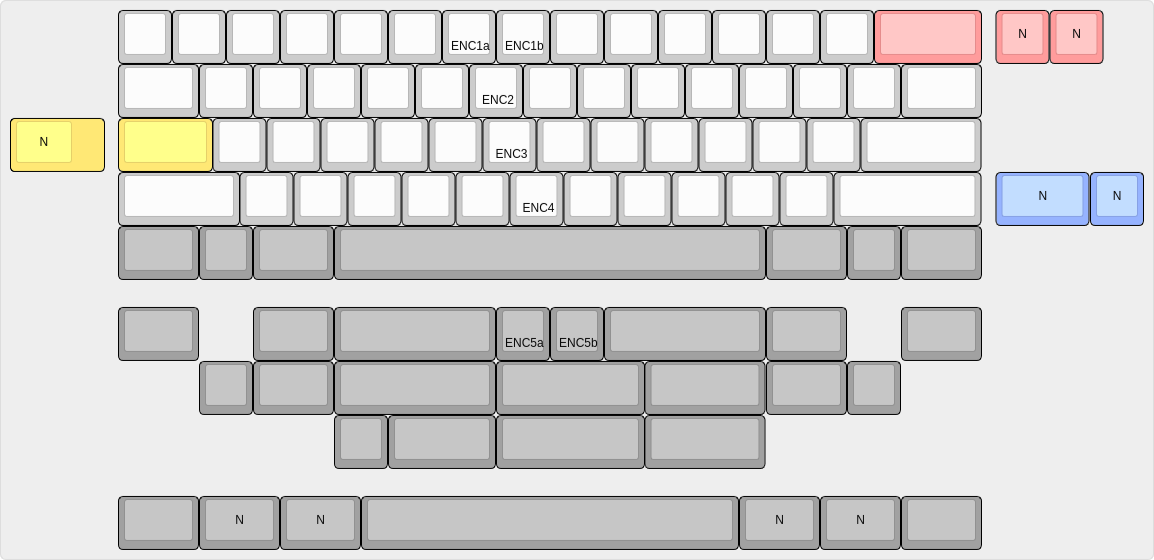 N N
ENC1a ENC1b
ENC2
N
ENC3
N N
ENC4
ENC5a ENC5b
N N N N